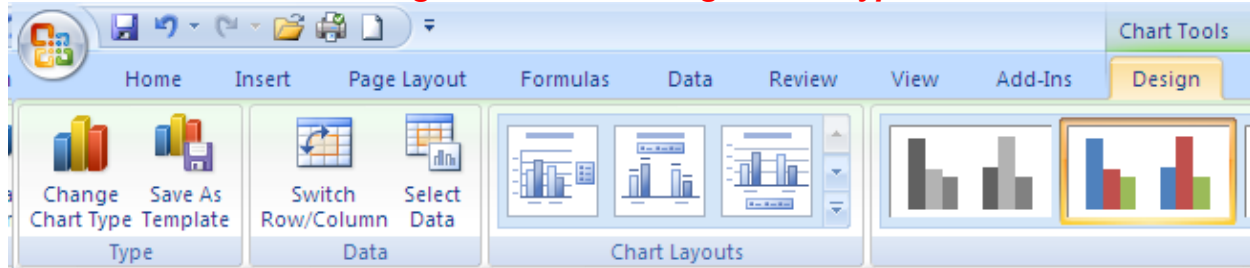 Chart Tools
Home Insert Page Layout Formulas Data Review View Add-Ins Design
Change Chart Type
Save As Template
Switch Row/Column
Select Data
Type
Data
Chart Layouts